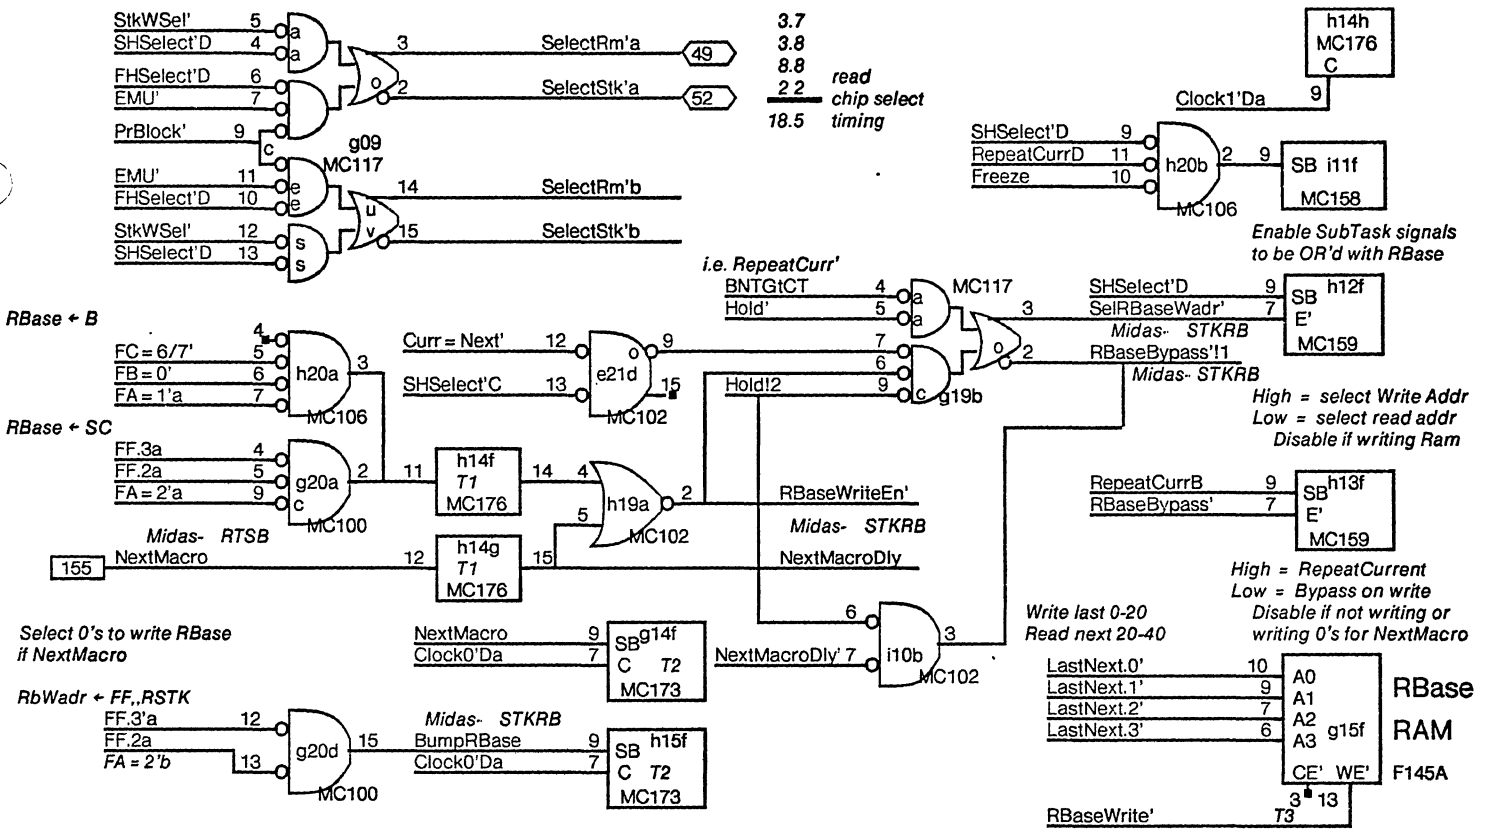 StkWSel' 5 a
SHSelect'D 4 a
3 SelectRm'a 49
FHSelect'D 6
EMU' 7
o 2 SelectStk'a 52
PrBlock' 9
c g09
MC117
EMU' 11 e
FHSelect'D 10 e
14 SelectRm'b
u
v 15 SelectStk'b
StkWSel' 12 s
SHSelect'D 13 s
3.7
3.8
8.8
2 2
18.5
read
chip select
timing
h14h
MC176
C
9
Clock1'Da
SHSelect'D 9
RepeatCurrD 11
Freeze 10
h20b 2 9 SB i11f
MC106
MC158
Enable SubTask signals
to be OR'd with RBase
i.e. RepeatCurr'
BNTGtCT 4 a
Hold' 5 a
MC117
3
SHSelect'D 9 SB h12f
SelRBaseWadr' 7 E'
Midas- STKRB
MC159
7
6
Hold!2 9 c g19b
o 2 RBaseBypass'!1
Midas- STKRB
High = select Write Addr
Low = select read addr
Disable if writing Ram
RBase ← B
4
FC = 6/7' 5
FB = 0' 6
FA = 1'a 7
h20a 3
MC106
Curr = Next' 12
SHSelect'C 13
o 9
e21d
15
MC102
RBase ← SC
FF.3a 4
FF.2a 5
FA = 2'a 9
g20a 2
c
MC100
11 h14f 14
T1
MC176
4
h19a 2 RBaseWriteEn'
5
MC102
Midas- STKRB
Midas- RTSB
155 NextMacro 12
h14g 15
T1
MC176
NextMacroDly
RepeatCurrB 9 SB h13f
RBaseBypass' 7 E'
MC159
High = RepeatCurrent
Low = Bypass on write
Disable if not writing or
writing 0's for NextMacro
Select 0's to write RBase
if NextMacro
NextMacro 9 SB g14f
Clock0'Da 7 C T2
MC173
6
NextMacroDly' 7
i10b 3
MC102
Write last 0-20
Read next 20-40
RbWadr ← FF,,RSTK
FF.3'a 12
FF.2a
FA = 2'b 13
g20d 15
MC100
Midas- STKRB
BumpRBase 9 SB h15f
Clock0'Da 7 C T2
MC173
LastNext.0' 10 A0
LastNext.1' 9 A1
LastNext.2' 7 A2
LastNext.3' 6 A3
g15f
RBase
RAM
F145A
CE' WE'
3 13
RBaseWrite' T3